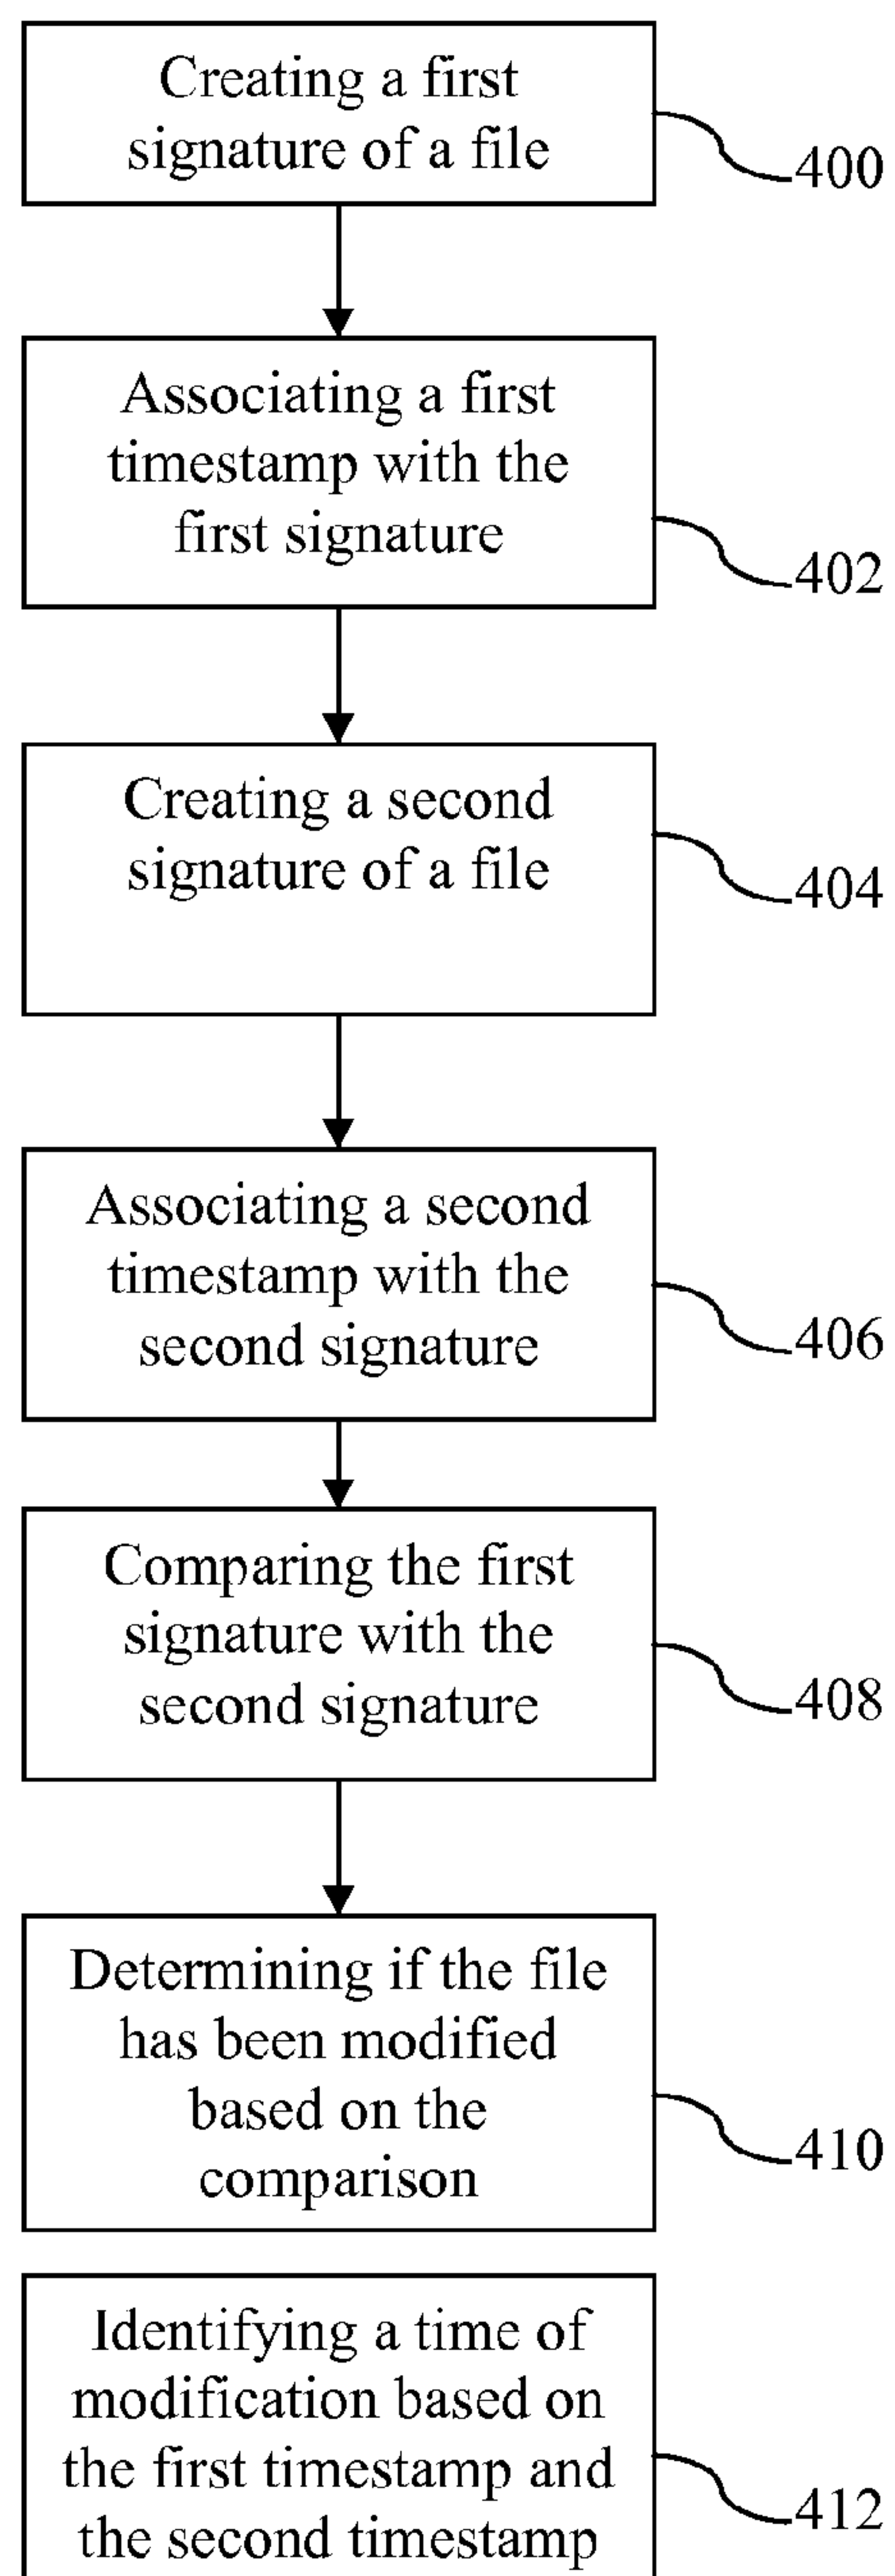 Creating a first
signature of a file
400
Associating a first
timestamp with the
first signature
402
Creating a second
signature of a file
404
Associating a second
timestamp with the
second signature
406
Comparing the first
signature with the
second signature
408
Determining if the file
has been modified
based on the
comparison
410
Identifying a time of
modification based on
the first timestamp and
the second timestamp
412